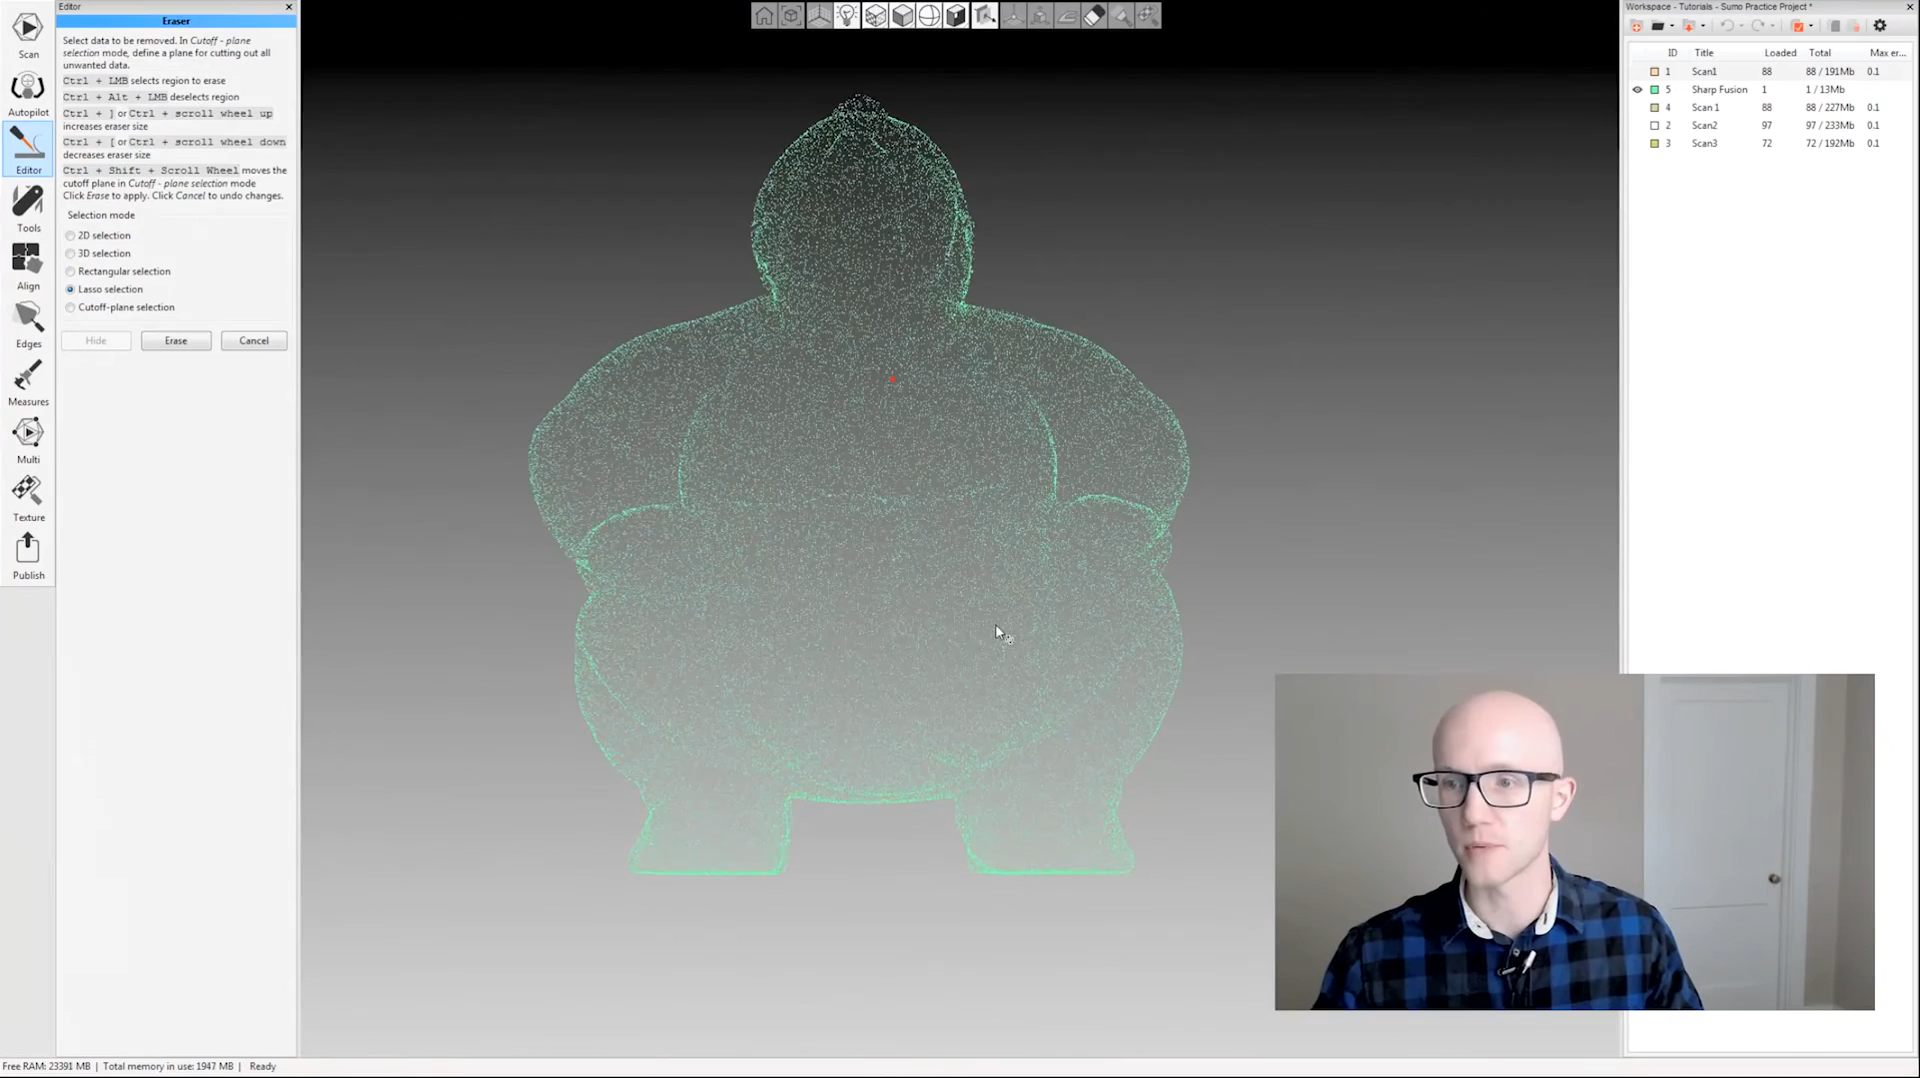 Editor
Eraser
Select data to be removed. In Cutoff - plane
selection mode, define a plane for cutting out all
unwanted data.
Ctrl + LMB selects region to erase
Ctrl + Alt + LMB deselects region
Ctrl + ] or Ctrl + scroll wheel up
increases eraser size
Ctrl + [ or Ctrl + scroll wheel down
decreases eraser size
Ctrl + Shift + Scroll Wheel moves the
cutoff plane in Cutoff - plane selection mode
Click Erase to apply. Click Cancel to undo changes.
Selection mode
2D selection
3D selection
Rectangular selection
Lasso selection
Cutoff-plane selection
Hide Erase Cancel
Scan
Autopilot
Editor
Tools
Align
Edges
Measures
Multi
Texture
Publish
Workspace - Tutorials - Sumo Practice Project *
ID Title Loaded Total Max er...
1 Scan1 88 88 / 191Mb 0.1
5 Sharp Fusion 1 1 / 13Mb
4 Scan 1 88 88 / 227Mb 0.1
2 Scan2 97 97 / 233Mb 0.1
3 Scan3 72 72 / 192Mb 0.1
Free RAM: 23391 MB | Total memory in use: 1947 MB | Ready